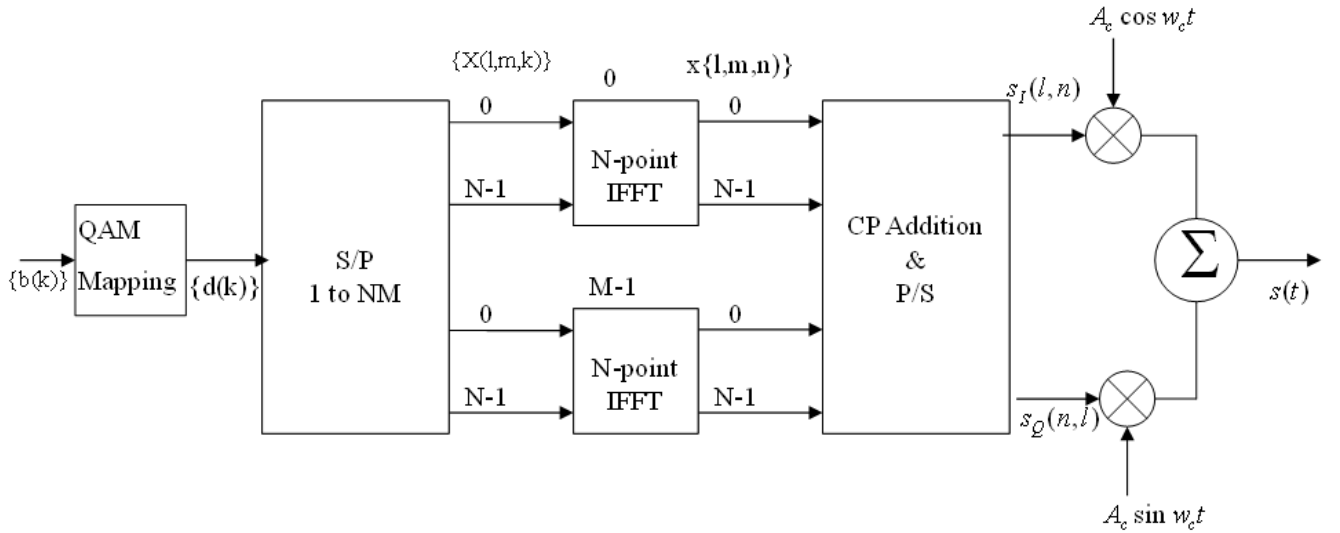 A_c cos w_c t
{X(l,m,k)}
0
x{l,m,n)}
s_I(l,n)
0
0
N-point
IFFT
N-1
N-1
QAM
Mapping
{b(k)}
{d(k)}
S/P
1 to NM
CP Addition
&
P/S
Σ
s(t)
M-1
0
0
N-point
IFFT
N-1
N-1
s_Q(n,l)
A_c sin w_c t